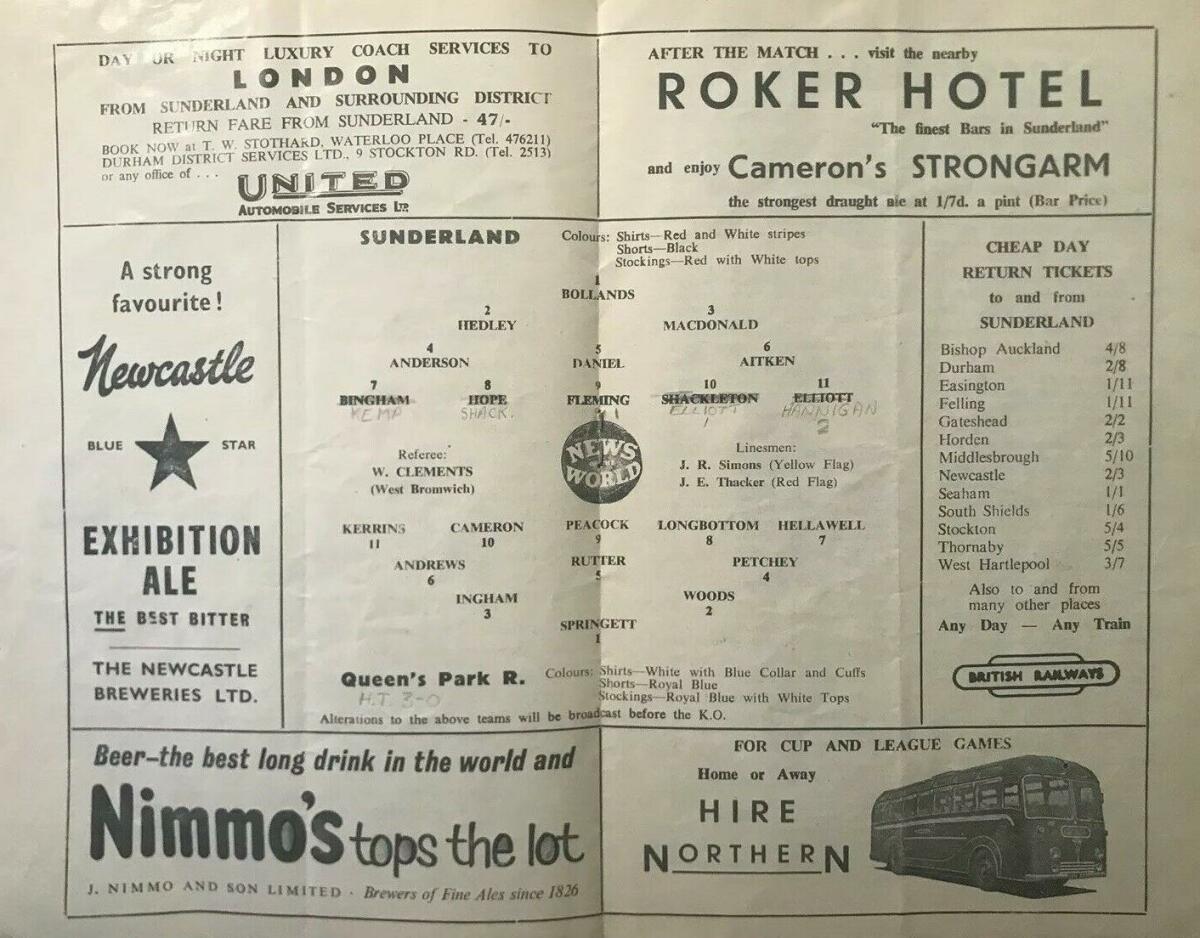 DAY OR NIGHT LUXURY COACH SERVICES TO
LONDON
FROM SUNDERLAND AND SURROUNDING DISTRICT
RETURN FARE FROM SUNDERLAND - 47/-
BOOK NOW at T. W. STOTHARD, WATERLOO PLACE (Tel. 476211)
DURHAM DISTRICT SERVICES LTD., 9 STOCKTON RD. (Tel. 2513)
or any office of . . .
UNITED
AUTOMOBILE SERVICES LTD.
AFTER THE MATCH . . . visit the nearby
ROKER HOTEL
"The finest Bars in Sunderland"
and enjoy Cameron's STRONGARM
the strongest draught ale at 1/7d. a pint (Bar Price)
A strong
favourite!
Newcastle
BLUE STAR
EXHIBITION
ALE
THE BEST BITTER
THE NEWCASTLE
BREWERIES LTD.
SUNDERLAND
Colours: Shirts—Red and White stripes
Shorts—Black
Stockings—Red with White tops
1
BOLLANDS
2 3
HEDLEY MACDONALD
4 5 6
ANDERSON DANIEL AITKEN
7 8 9 10 11
BINGHAM HOPE FLEMING SHACKLETON ELLIOTT
KEMP SHACK. 11 ELLIOTT HANNIGAN
1 2
NEWS
OF THE
WORLD
Referee:
W. CLEMENTS
(West Bromwich)
Linesmen:
J. R. Simons (Yellow Flag)
J. E. Thacker (Red Flag)
KERRINS CAMERON PEACOCK LONGBOTTOM HELLAWELL
11 10 9 8 7
ANDREWS RUTTER PETCHEY
6 5 4
INGHAM WOODS
3 2
SPRINGETT
1
Queen's Park R.
H.T. 3-0
Colours: Shirts—White with Blue Collar and Cuffs
Shorts—Royal Blue
Stockings—Royal Blue with White Tops
Alterations to the above teams will be broadcast before the K.O.
CHEAP DAY
RETURN TICKETS
to and from
SUNDERLAND
Bishop Auckland 4/8
Durham 2/8
Easington 1/11
Felling 1/11
Gateshead 2/2
Horden 2/3
Middlesbrough 5/10
Newcastle 2/3
Seaham 1/1
South Shields 1/6
Stockton 5/4
Thornaby 5/5
West Hartlepool 3/7
Also to and from
many other places
Any Day — Any Train
BRITISH RAILWAYS
Beer–the best long drink in the world and
Nimmo's tops the lot
J. NIMMO AND SON LIMITED · Brewers of Fine Ales since 1826
FOR CUP AND LEAGUE GAMES
Home or Away
HIRE
NORTHERN